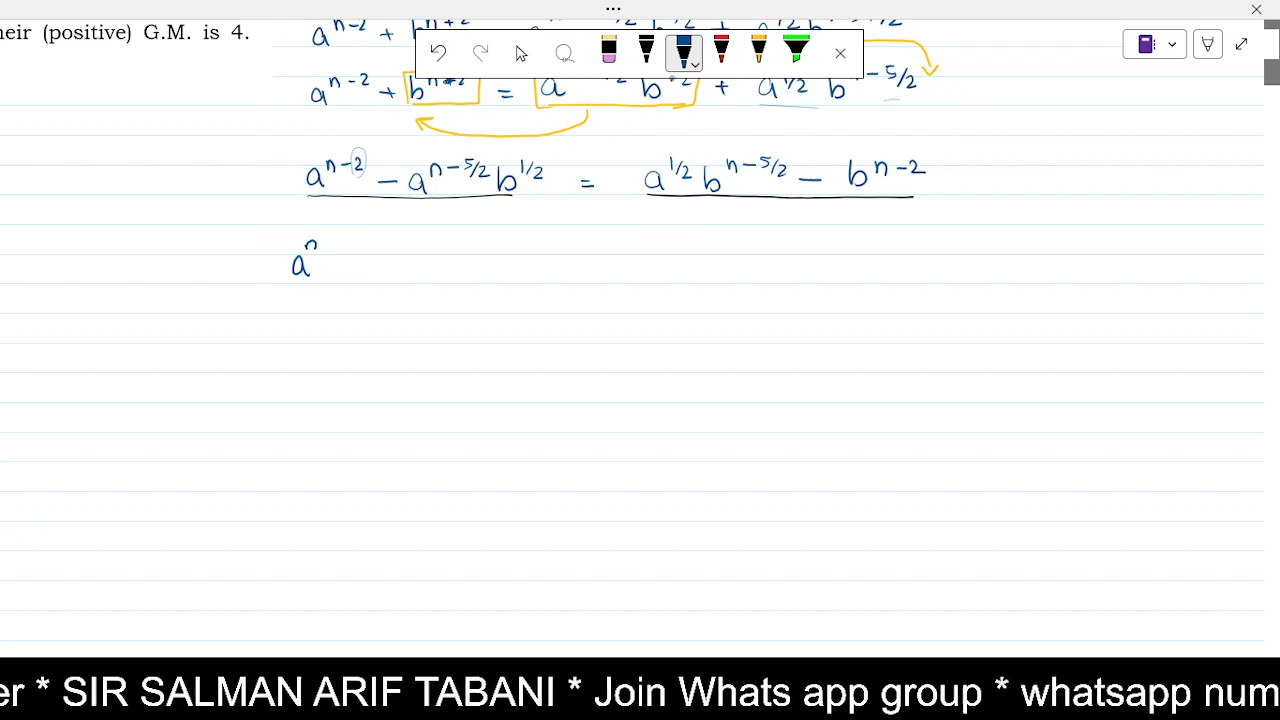 heir (positive) G.M. is 4.
a^{n-2} +
a^{n-2} + b = a b + a^{1/2} b^{-5/2}
a^{n-2} - a^{n-5/2} b^{1/2} = a^{1/2} b^{n-5/2} - b^{n-2}
a^n
er * SIR SALMAN ARIF TABANI * Join Whats app group * whatsapp num